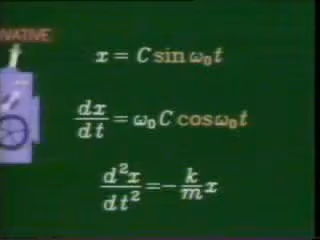 NATIVE
x = C sin ω₀t
dx/dt = ω₀C cos ω₀t
d²x/dt² = -k/m x